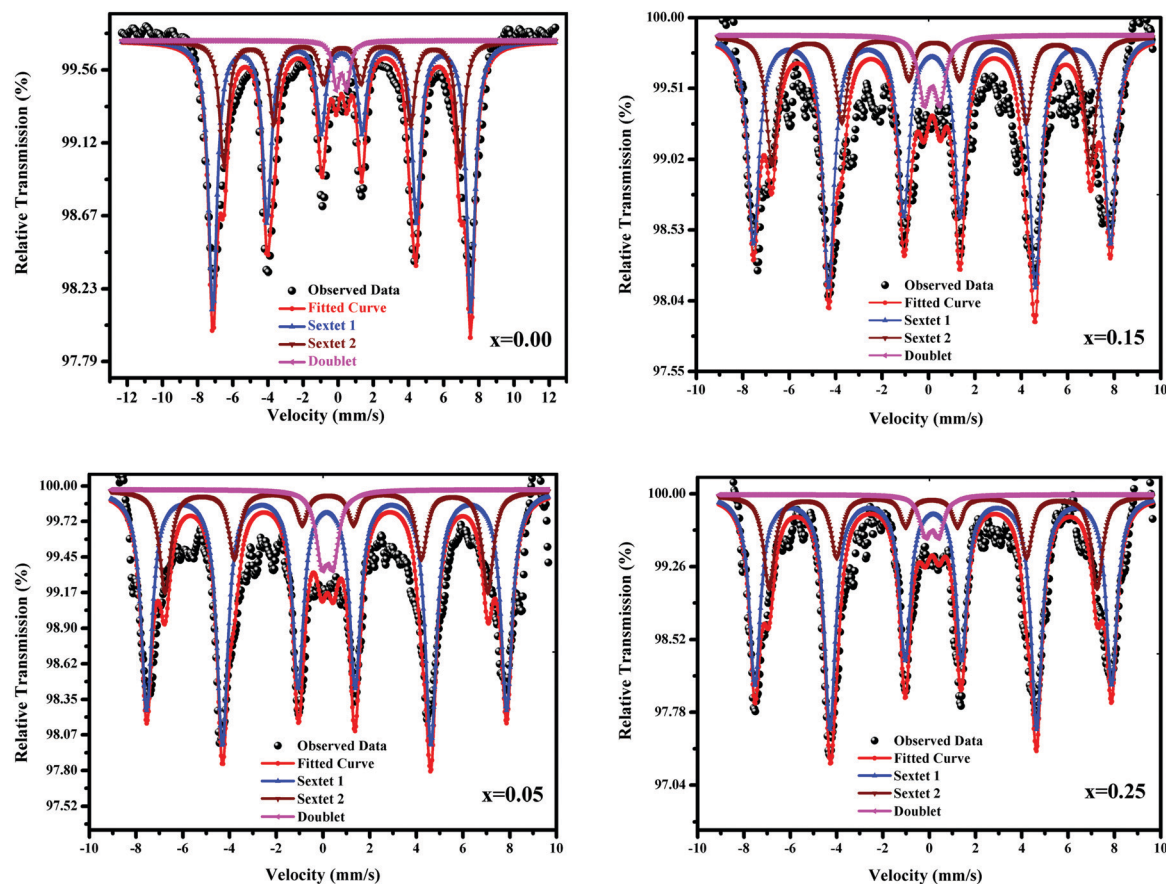 99.56
99.12
98.67
98.23
97.79
Relative Transmission (%)
Observed Data
Fitted Curve
Sextet 1
Sextet 2
Doublet
x=0.00
-12 -10 -8 -6 -4 -2 0 2 4 6 8 10 12
Velocity (mm/s)
100.00
99.51
99.02
98.53
98.04
97.55
Relative Transmission (%)
Observed Data
Fitted Curve
Sextet 1
Sextet 2
Doublet
x=0.15
-10 -8 -6 -4 -2 0 2 4 6 8 10
Velocity (mm/s)
100.00
99.72
99.45
99.17
98.90
98.62
98.35
98.07
97.80
97.52
Relative Transmission (%)
Observed Data
Fitted Curve
Sextet 1
Sextet 2
Doublet
x=0.05
-10 -8 -6 -4 -2 0 2 4 6 8 10
Velocity (mm/s)
100.00
99.26
98.52
97.78
97.04
Relative Transmission (%)
Observed Data
Fitted Curve
Sextet 1
Sextet 2
Doublet
x=0.25
-10 -8 -6 -4 -2 0 2 4 6 8 10
Velocity (mm/s)